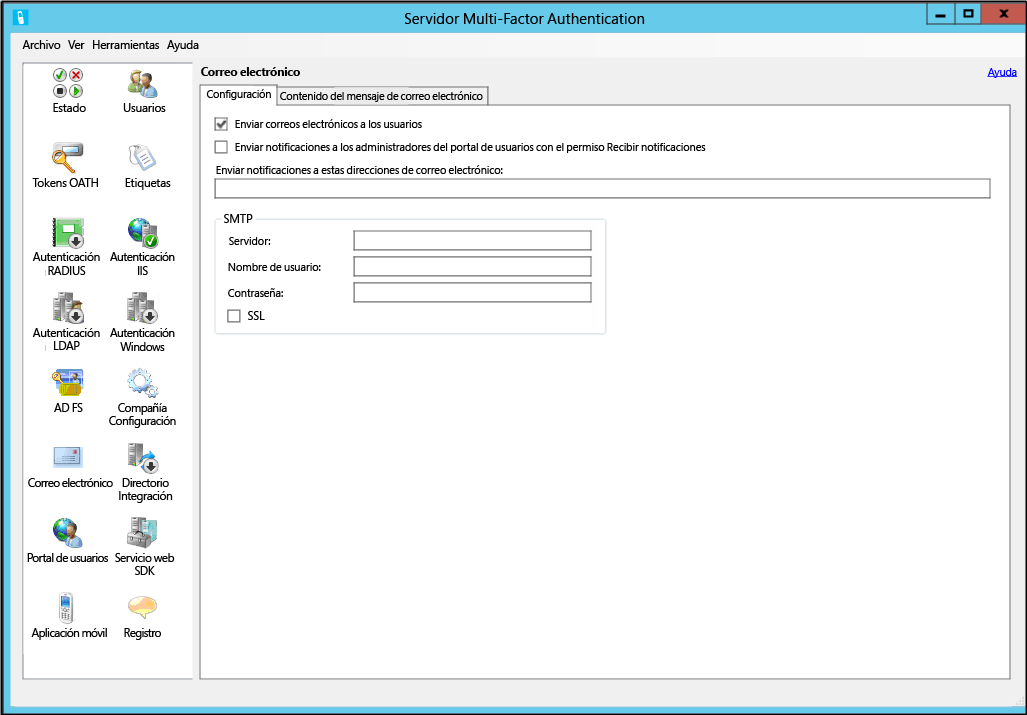 Servidor Multi-Factor Authentication
Archivo Ver Herramientas Ayuda
Estado
Usuarios
Tokens OATH
Etiquetas
Autenticación
RADIUS
Autenticación
IIS
Autenticación
LDAP
Autenticación
Windows
AD FS
Compañía
Configuración
Correo electrónico
Directorio
Integración
Portal de usuarios
Servicio web
SDK
Aplicación móvil
Registro
Correo electrónico
Ayuda
Configuración
Contenido del mensaje de correo electrónico
Enviar correos electrónicos a los usuarios
Enviar notificaciones a los administradores del portal de usuarios con el permiso Recibir notificaciones
Enviar notificaciones a estas direcciones de correo electrónico:
SMTP
Servidor:
Nombre de usuario:
Contraseña:
SSL